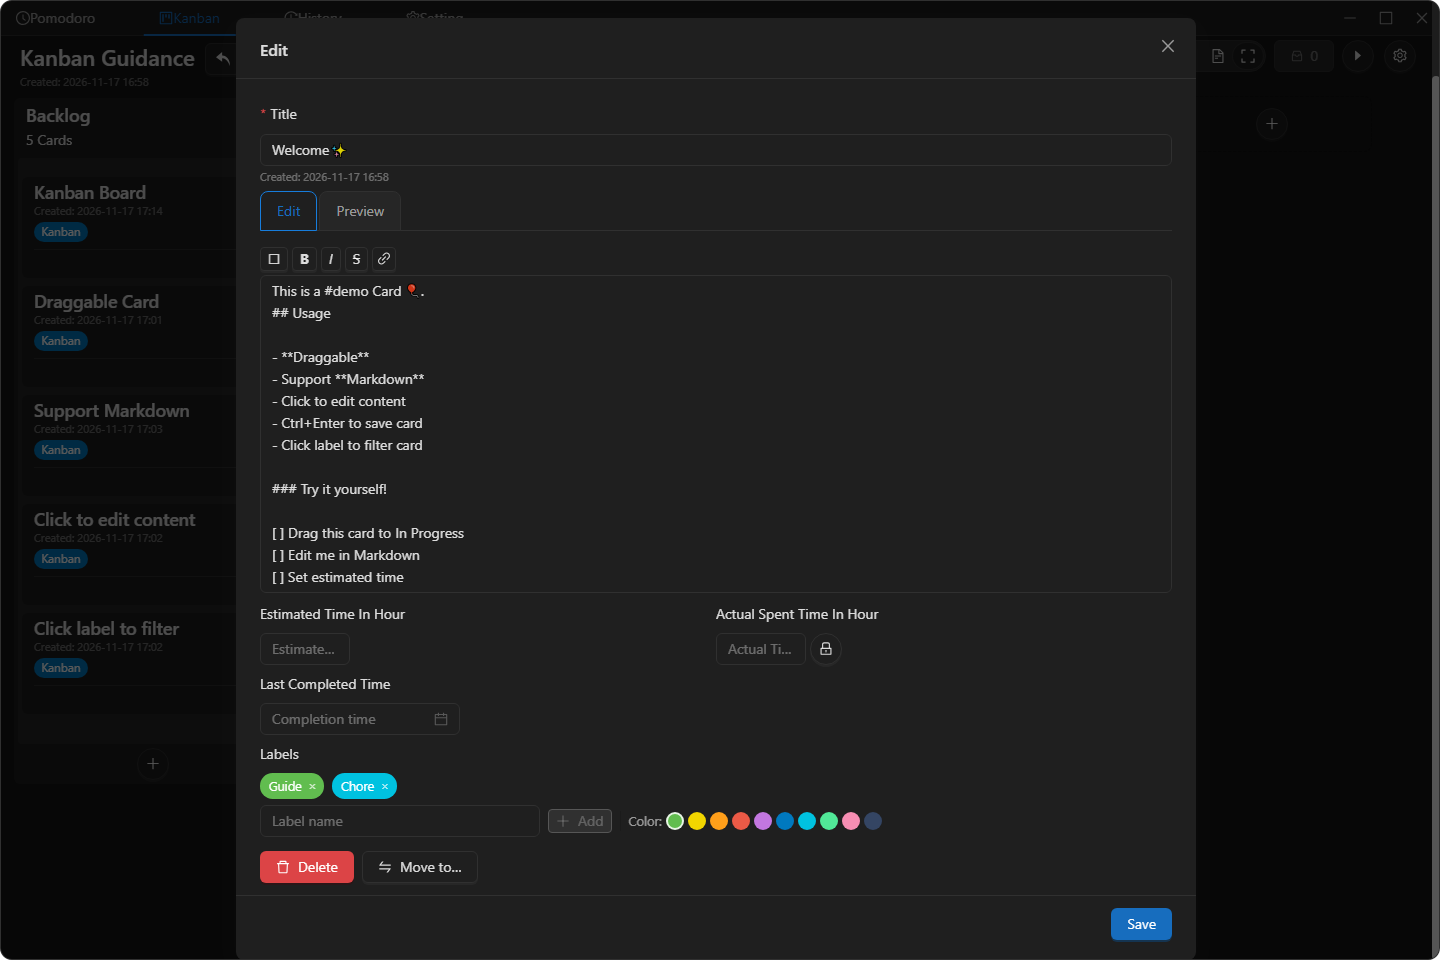 Pomodoro
Kanban
History
Setting
Kanban Guidance
Created: 2026-11-17 16:58
0
Backlog
5 Cards
Kanban Board
Created: 2026-11-17 17:14
Kanban
Draggable Card
Created: 2026-11-17 17:01
Kanban
Support Markdown
Created: 2026-11-17 17:03
Kanban
Click to edit content
Created: 2026-11-17 17:02
Kanban
Click label to filter
Created: 2026-11-17 17:02
Kanban
Edit
* Title
Welcome✨
Created: 2026-11-17 16:58
Edit
Preview
B I S
This is a #demo Card 🎈.
## Usage
- **Draggable**
- Support **Markdown**
- Click to edit content
- Ctrl+Enter to save card
- Click label to filter card
### Try it yourself!
[ ] Drag this card to In Progress
[ ] Edit me in Markdown
[ ] Set estimated time
Estimated Time In Hour
Estimate...
Actual Spent Time In Hour
Actual Ti...
Last Completed Time
Completion time
Labels
Guide ×
Chore ×
Label name
+ Add
Color:
Delete
Move to...
Save